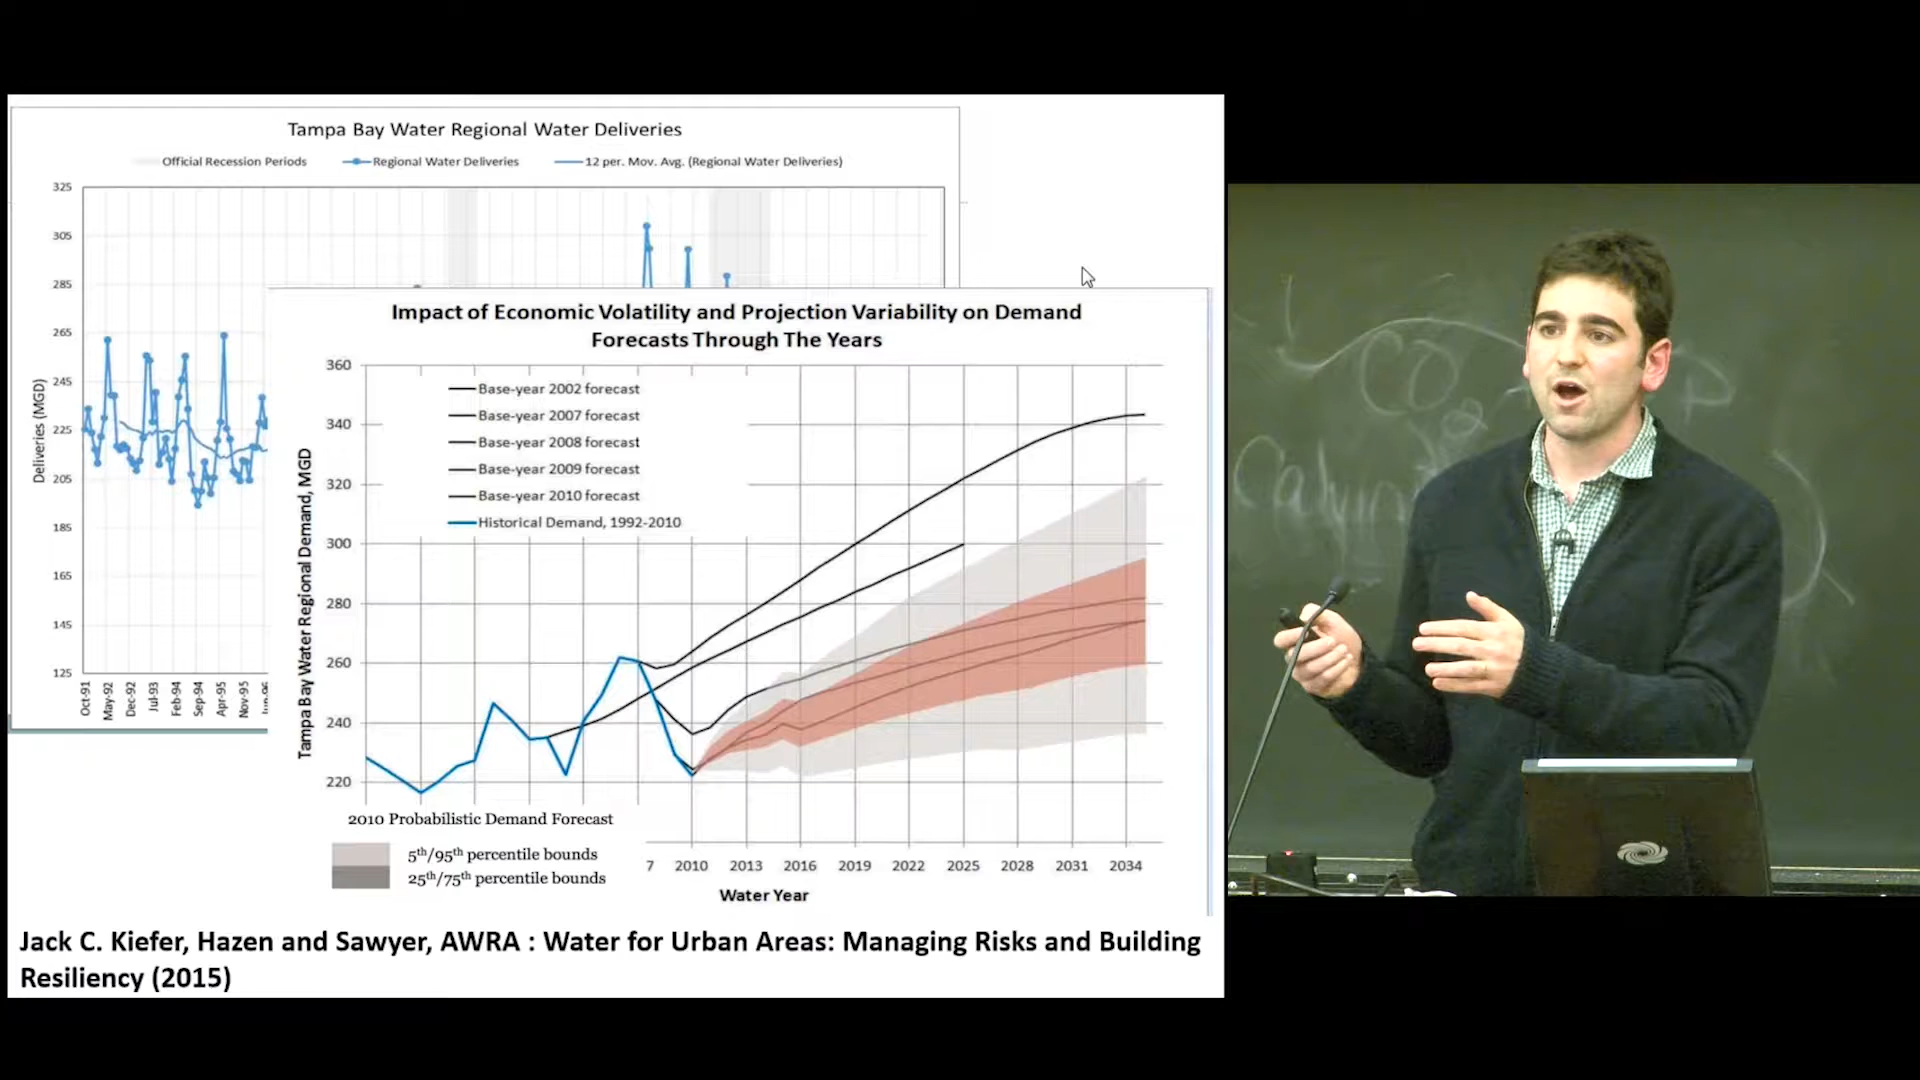 Tampa Bay Water Regional Water Deliveries
Official Recession Periods
Regional Water Deliveries
12 per. Mov. Avg. (Regional Water Deliveries)
325
305
285
265
245
225
205
185
165
145
125
Deliveries (MGD)
Oct-91
May-92
Dec-92
Jul-93
Feb-94
Sep-94
Apr-95
Nov-95
Impact of Economic Volatility and Projection Variability on Demand
Forecasts Through The Years
Tampa Bay Water Regional Demand, MGD
360
340
320
300
280
260
240
220
Base-year 2002 forecast
Base-year 2007 forecast
Base-year 2008 forecast
Base-year 2009 forecast
Base-year 2010 forecast
Historical Demand, 1992-2010
2010 Probabilistic Demand Forecast
5th/95th percentile bounds
25th/75th percentile bounds
7 2010 2013 2016 2019 2022 2025 2028 2031 2034
Water Year
Jack C. Kiefer, Hazen and Sawyer, AWRA : Water for Urban Areas: Managing Risks and Building
Resiliency (2015)
CO2